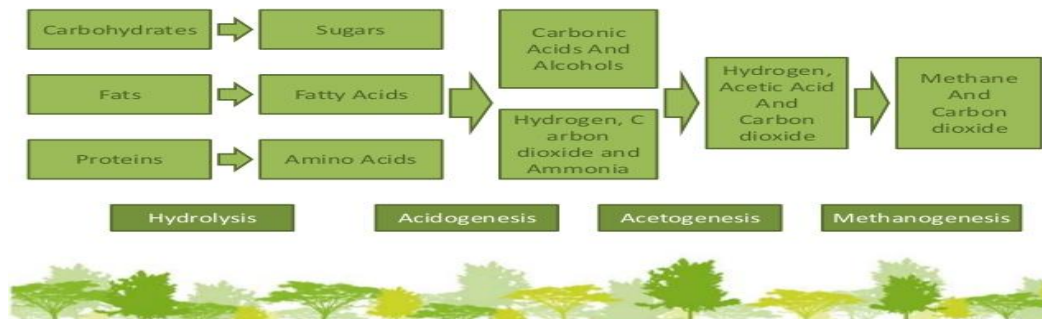 Carbohydrates
Sugars
Fats
Fatty Acids
Proteins
Amino Acids
Carbonic
Acids And
Alcohols
Hydrogen, C
arbon
dioxide and
Ammonia
Hydrogen,
Acetic Acid
And
Carbon
dioxide
Methane
And
Carbon
dioxide
Hydrolysis
Acidogenesis
Acetogenesis
Methanogenesis